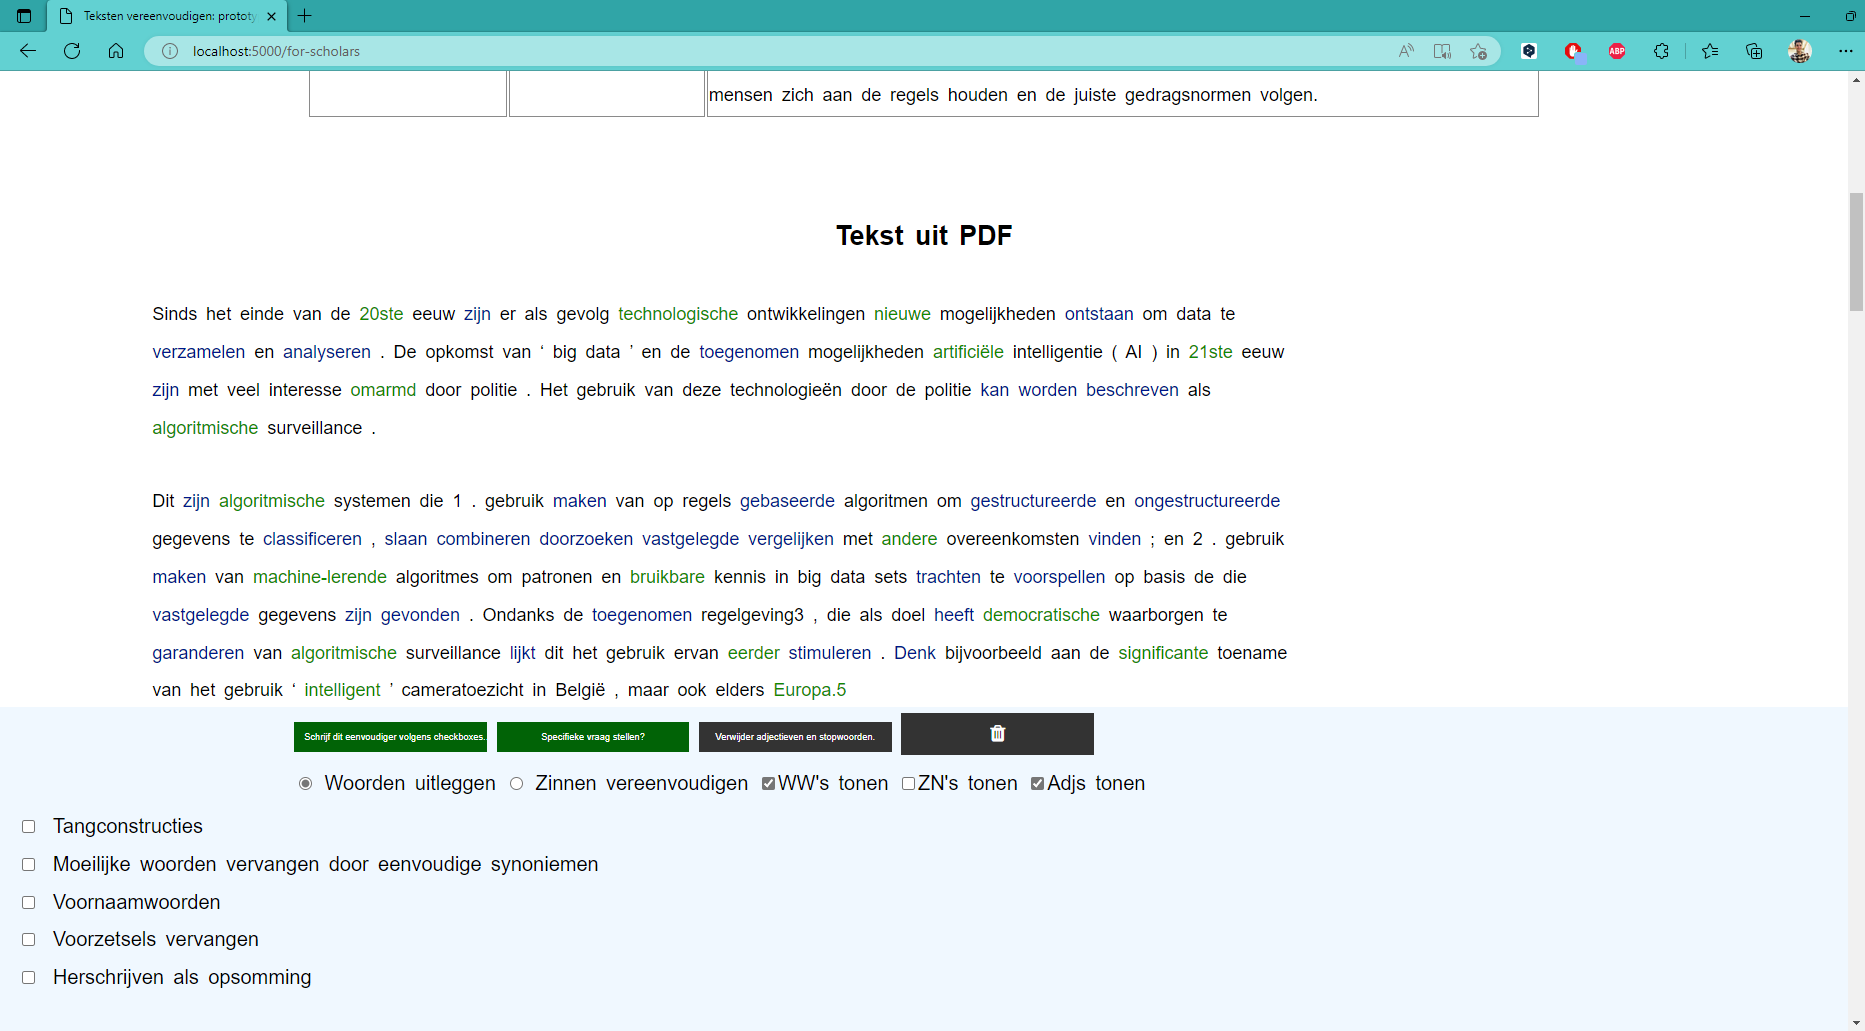 Teksten vereenvoudigen: prototy
localhost:5000/for-scholars
ABP
mensen zich aan de regels houden en de juiste gedragsnormen volgen.
Tekst uit PDF
Sinds het einde van de 20ste eeuw zijn er als gevolg technologische ontwikkelingen nieuwe mogelijkheden ontstaan om data te
verzamelen en analyseren . De opkomst van ‘ big data ’ en de toegenomen mogelijkheden artificiële intelligentie ( AI ) in 21ste eeuw
zijn met veel interesse omarmd door politie . Het gebruik van deze technologieën door de politie kan worden beschreven als
algoritmische surveillance .
Dit zijn algoritmische systemen die 1 . gebruik maken van op regels gebaseerde algoritmen om gestructureerde en ongestructureerde
gegevens te classificeren , slaan combineren doorzoeken vastgelegde vergelijken met andere overeenkomsten vinden ; en 2 . gebruik
maken van machine-lerende algoritmes om patronen en bruikbare kennis in big data sets trachten te voorspellen op basis de die
vastgelegde gegevens zijn gevonden . Ondanks de toegenomen regelgeving3 , die als doel heeft democratische waarborgen te
garanderen van algoritmische surveillance lijkt dit het gebruik ervan eerder stimuleren . Denk bijvoorbeeld aan de significante toename
van het gebruik ‘ intelligent ’ cameratoezicht in België , maar ook elders Europa.5
Schrijf dit eenvoudiger volgens checkboxes. Specifieke vraag stellen? Verwijder adjectieven en stopwoorden.
Woorden uitleggen Zinnen vereenvoudigen WW's tonen ZN's tonen Adjs tonen
Tangconstructies
Moeilijke woorden vervangen door eenvoudige synoniemen
Voornaamwoorden
Voorzetsels vervangen
Herschrijven als opsomming